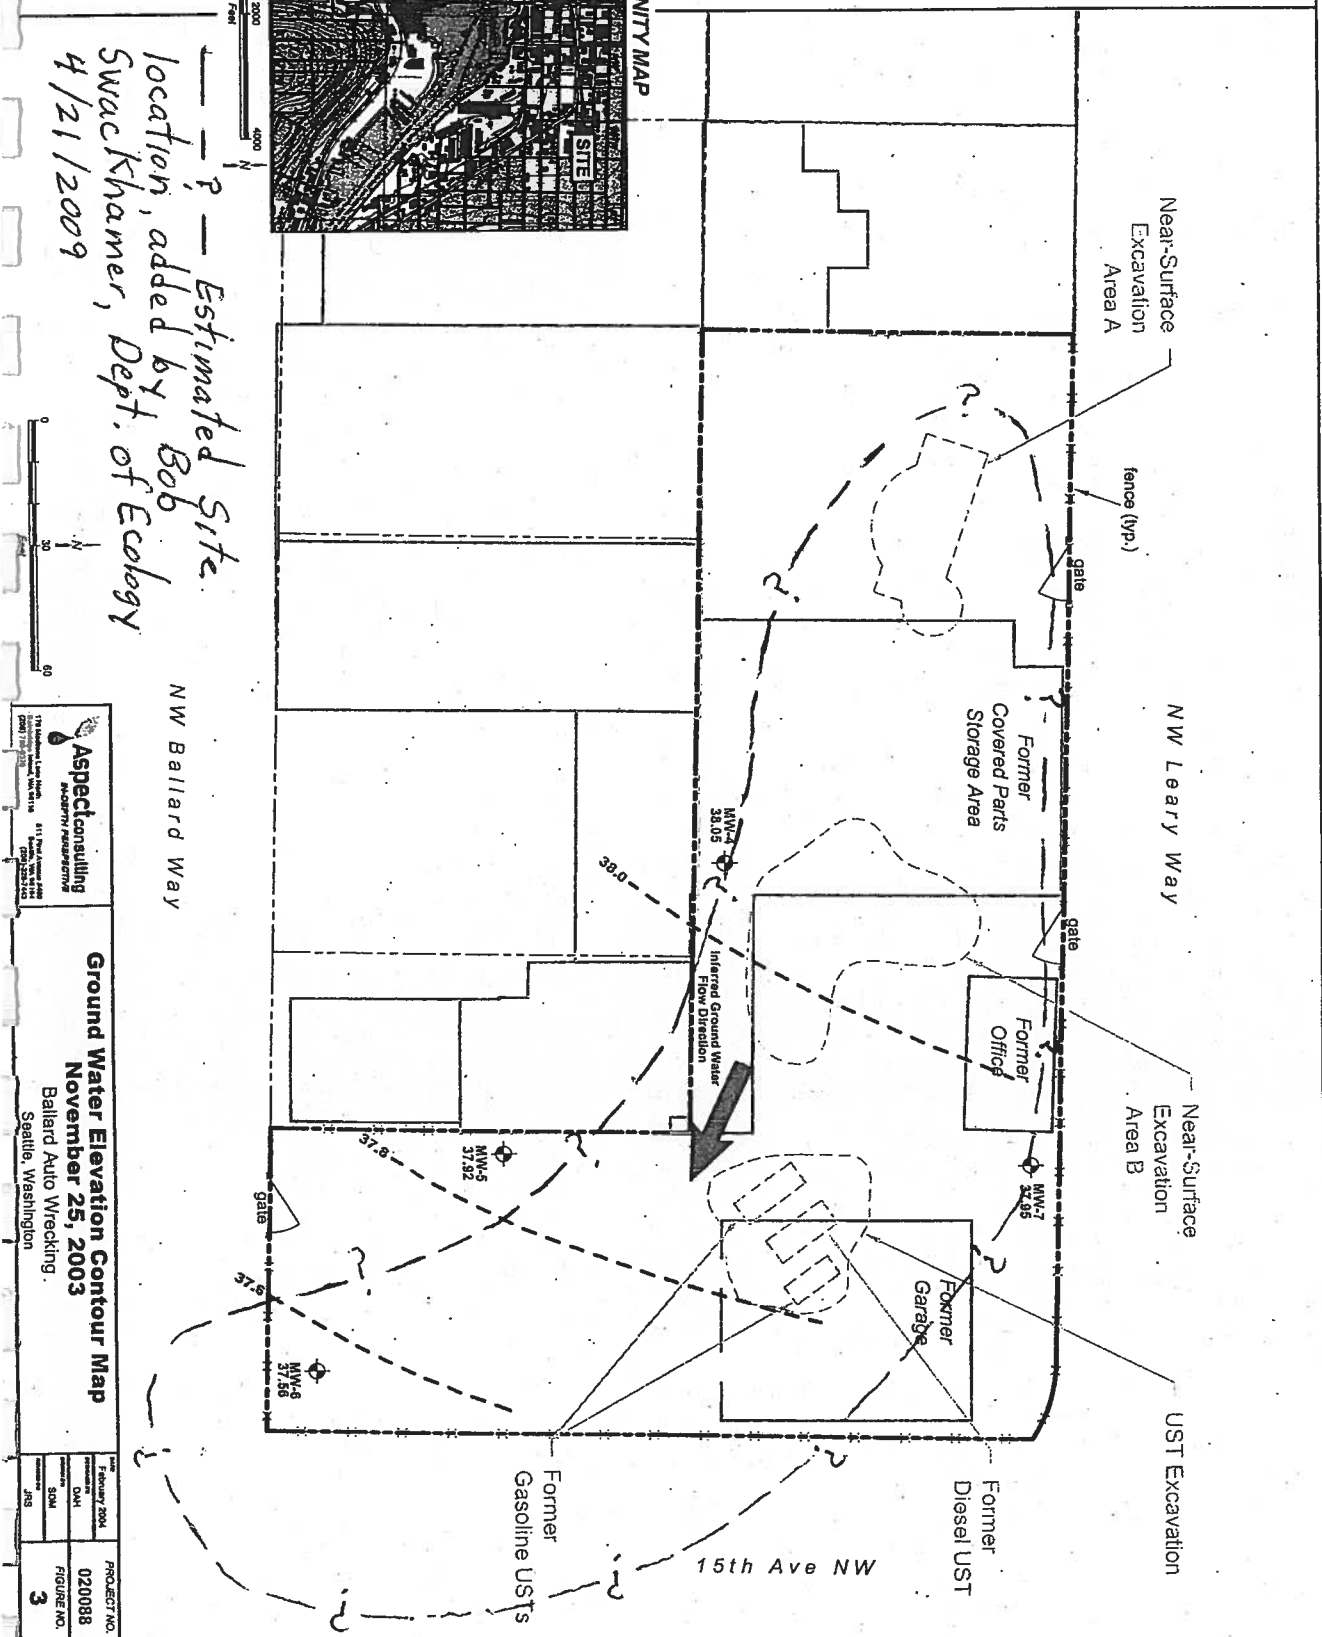 NITY MAP
SITE
2000
4000
Feet
N
— — ? — Estimated Site
location, added by Bob
Swackhamer, Dept. of Ecology
4/21/2009
Near-Surface
Excavation
Area A
fence (typ.)
gate
NW Leary Way
Former
Covered Parts
Storage Area
gate
Former
Office
Near-Surface
Excavation
Area B
MW-4
38.05
38.0
Inferred Ground Water
Flow Direction
MW-7
37.95
MW-5
37.92
37.8
UST Excavation
Former
Garage
Former
Diesel UST
Former
Gasoline USTs
15th Ave NW
gate
37.6
MW-6
37.56
NW Ballard Way
0
30
60
Feet
N
?
?
?
?
?
?
?
?
?
?
?
?
Aspect consulting
IN-DEPTH PERSPECTIVE
Ground Water Elevation Contour Map
November 25, 2003
Ballard Auto Wrecking
Seattle, Washington
February 2004
DAH
SCM
JRS
PROJECT NO.
020088
FIGURE NO.
3